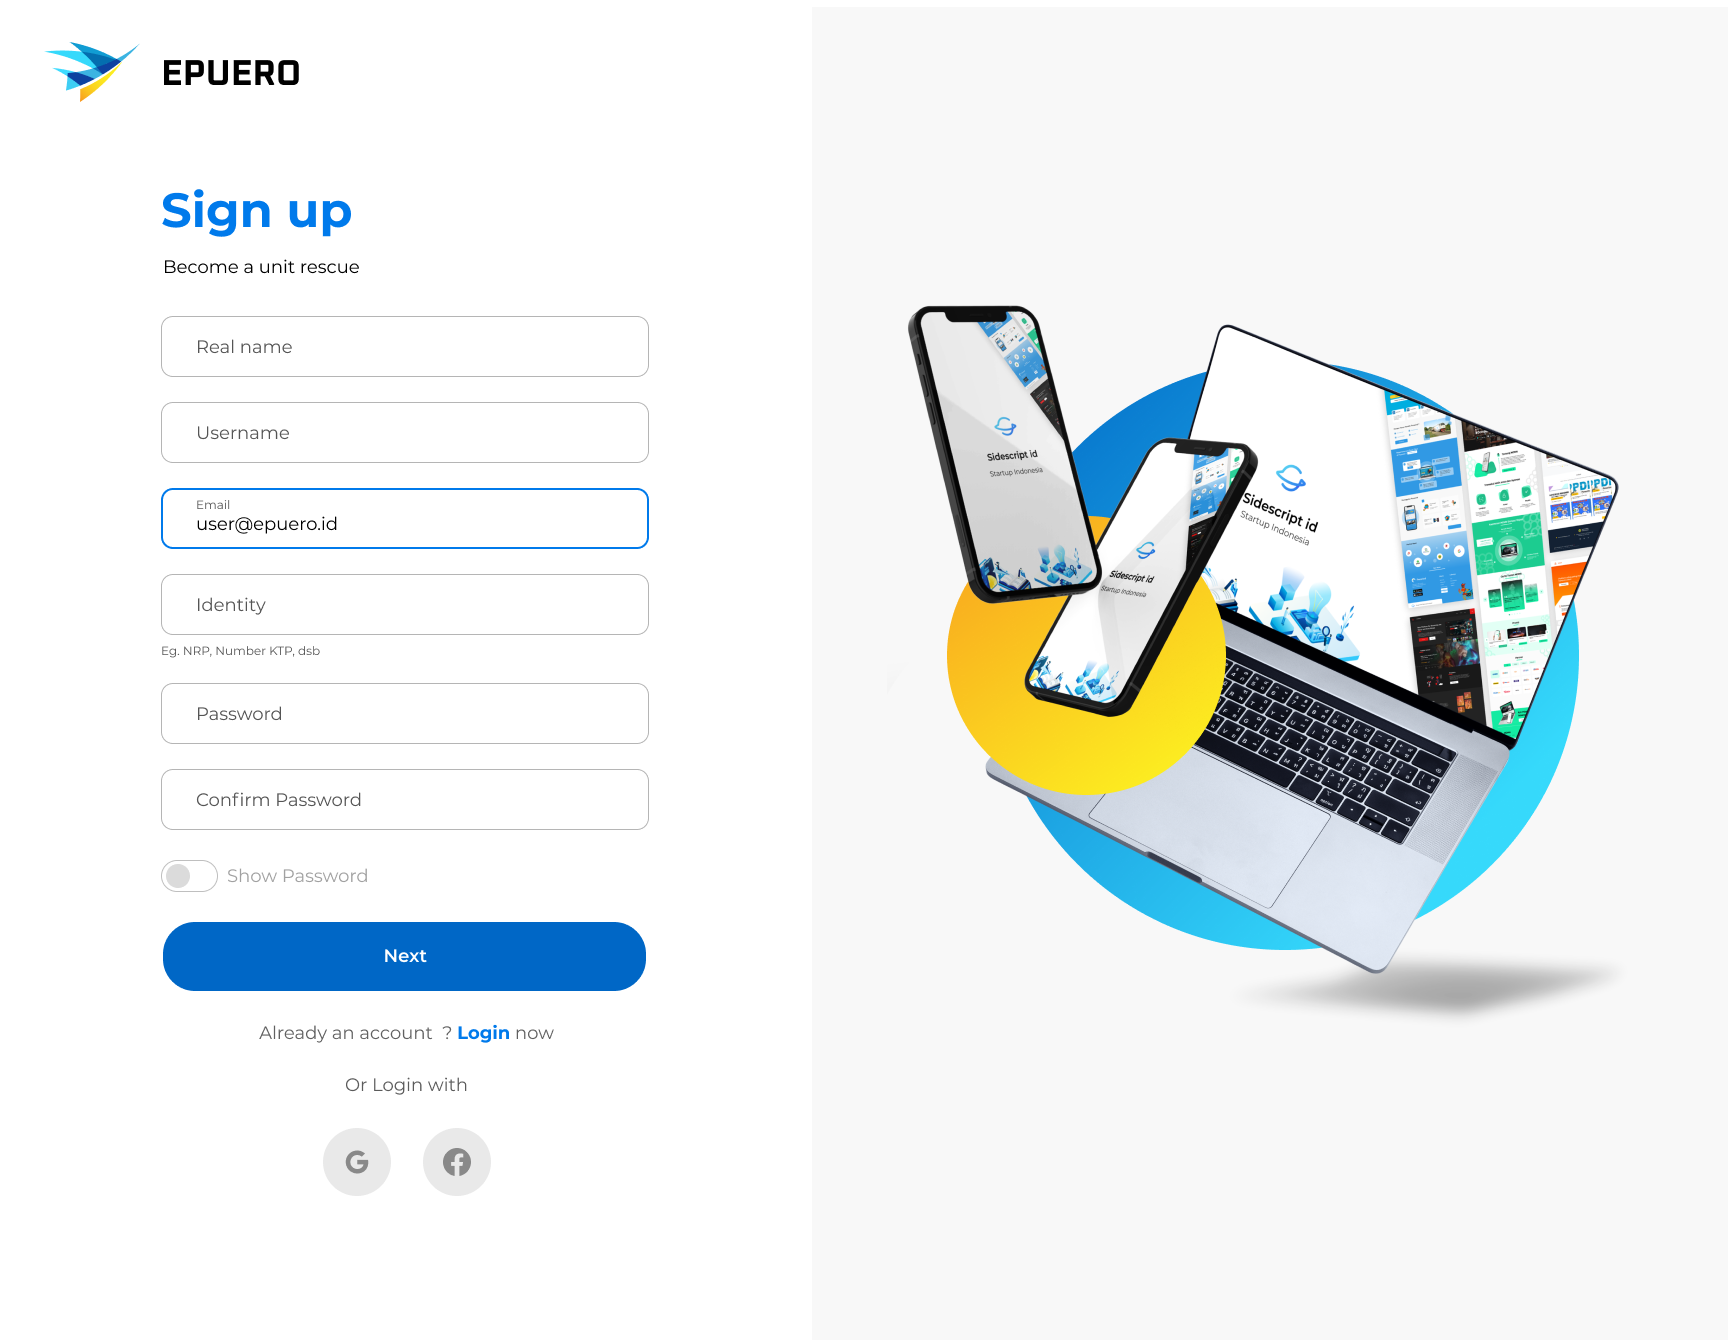 EPUERO
Sign up
Become a unit rescue
Real name
Username
Email
user@epuero.id
Identity
Eg. NRP, Number KTP, dsb
Password
Confirm Password
Show Password
Next
Already an account  ? Login now
Or Login with
Sidescript id
Startup Indonesia
Sidescript id
Startup Indonesia
Sidescript id
Startup Indonesia